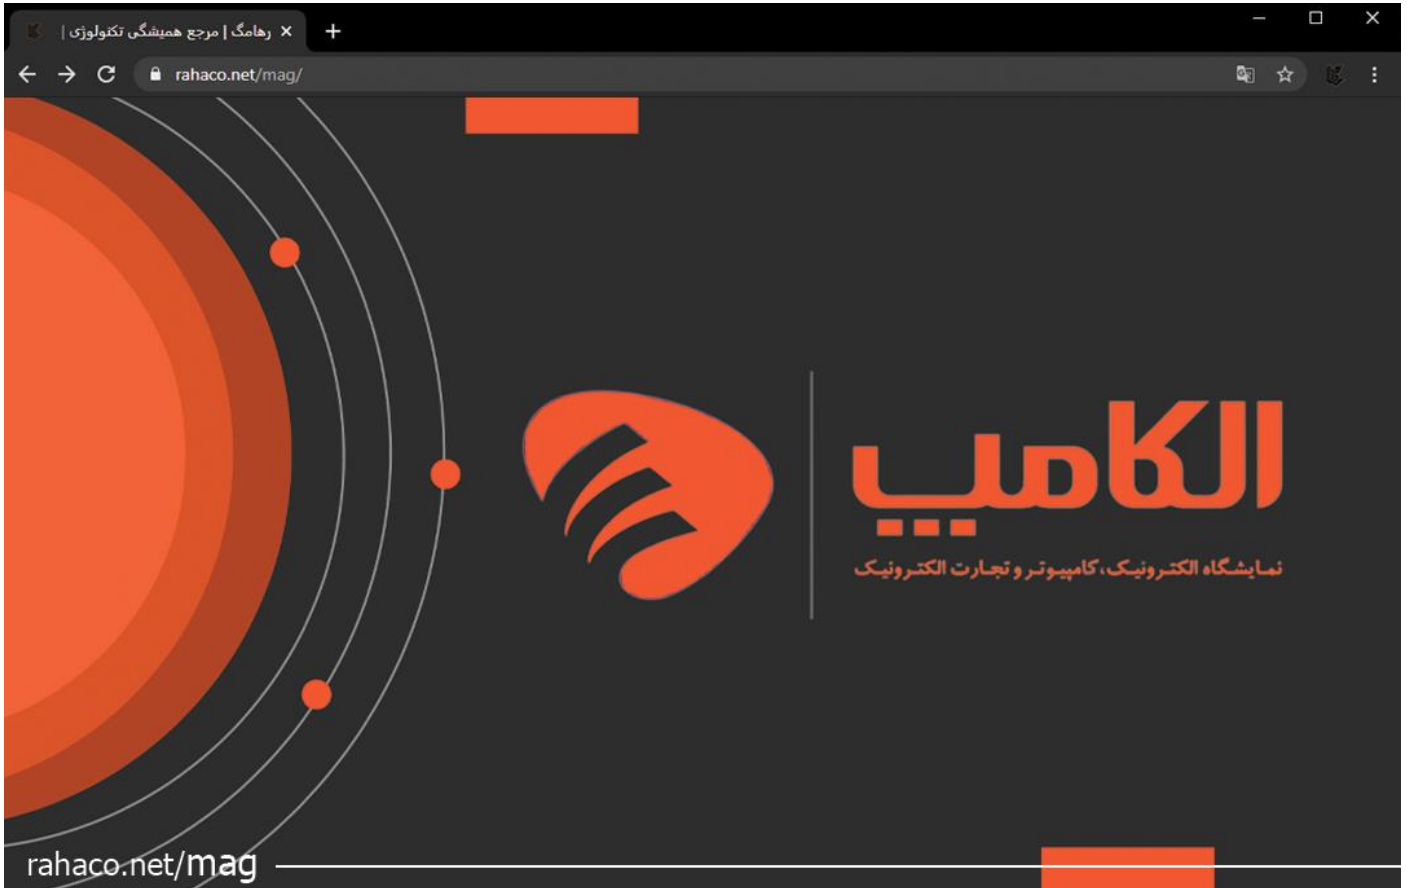 رهامگ | مرجع همیشگی تکنولوژی |
rahaco.net/mag/
الکامپ
نمایشگاه الکترونیک، کامپیوتر و تجارت الکترونیک
rahaco.net/mag